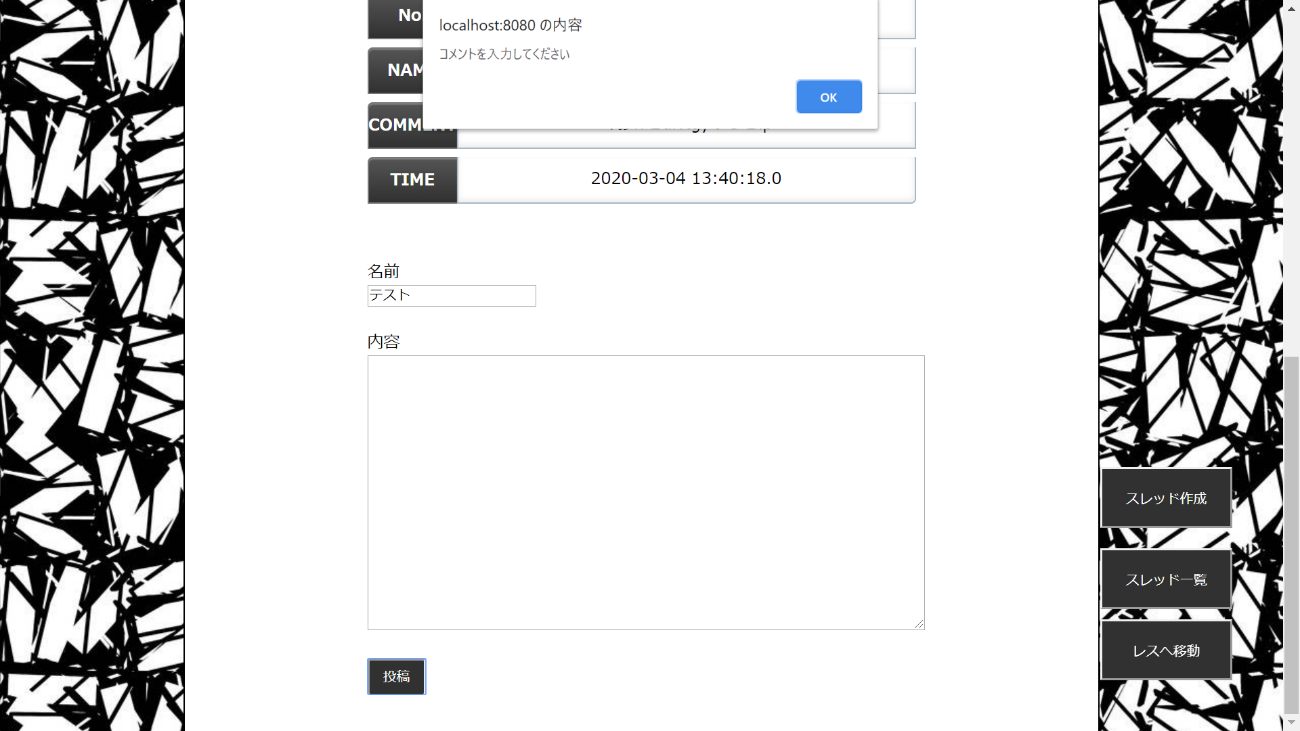 No
localhost:8080 の内容
コメントを入力してください
NAM
OK
COMMENT
TIME
2020-03-04 13:40:18.0
名前
テスト
内容
スレッド作成
スレッド一覧
レスへ移動
投稿